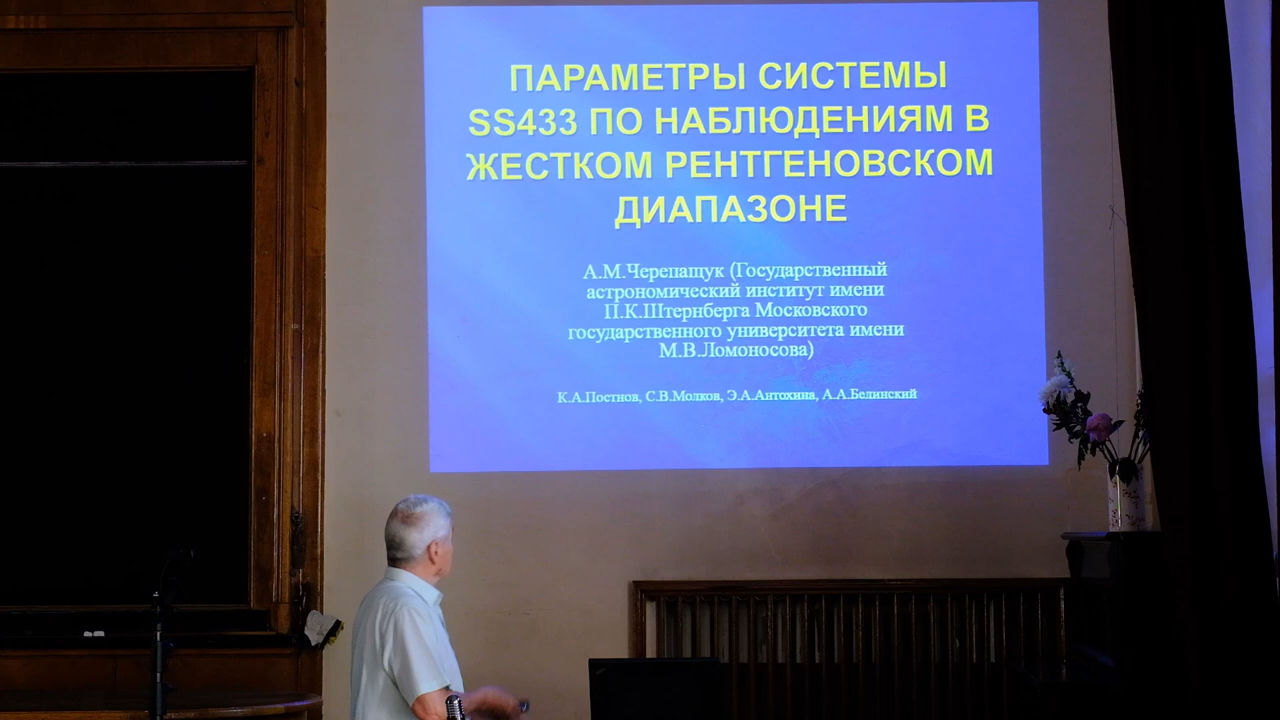 ПАРАМЕТРЫ СИСТЕМЫ
SS433 ПО НАБЛЮДЕНИЯМ В
ЖЕСТКОМ РЕНТГЕНОВСКОМ
ДИАПАЗОНЕ
А.М.Черепащук (Государственный
астрономический институт имени
П.К.Штернберга Московского
государственного университета имени
М.В.Ломоносова)
К.А.Постнов, С.В.Молков, Э.А.Антохина, А.А.Белинский